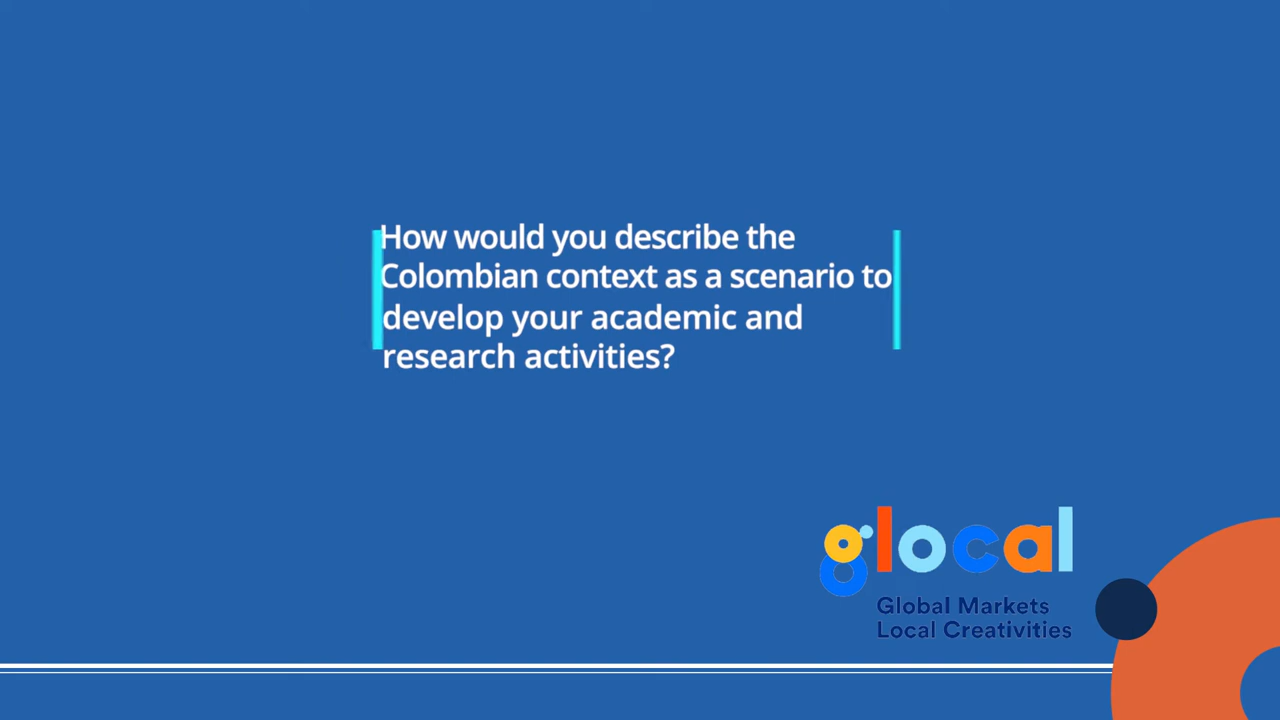 How would you describe the
Colombian context as a scenario to
develop your academic and
research activities?
glocal
Global Markets
Local Creativities